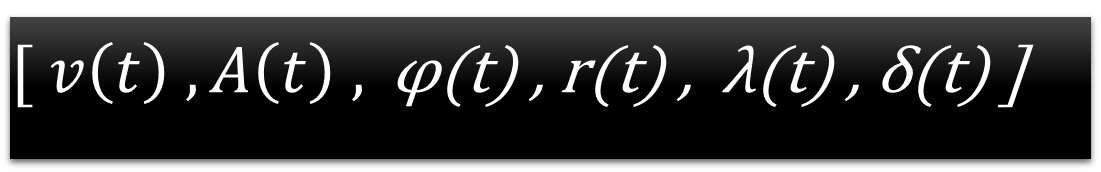 [ v(t) , A(t) , φ(t), r(t), λ(t), δ(t) ]